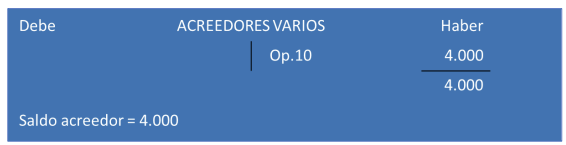 Debe ACREEDORES VARIOS Haber
Op.10 4.000
4.000
Saldo acreedor = 4.000